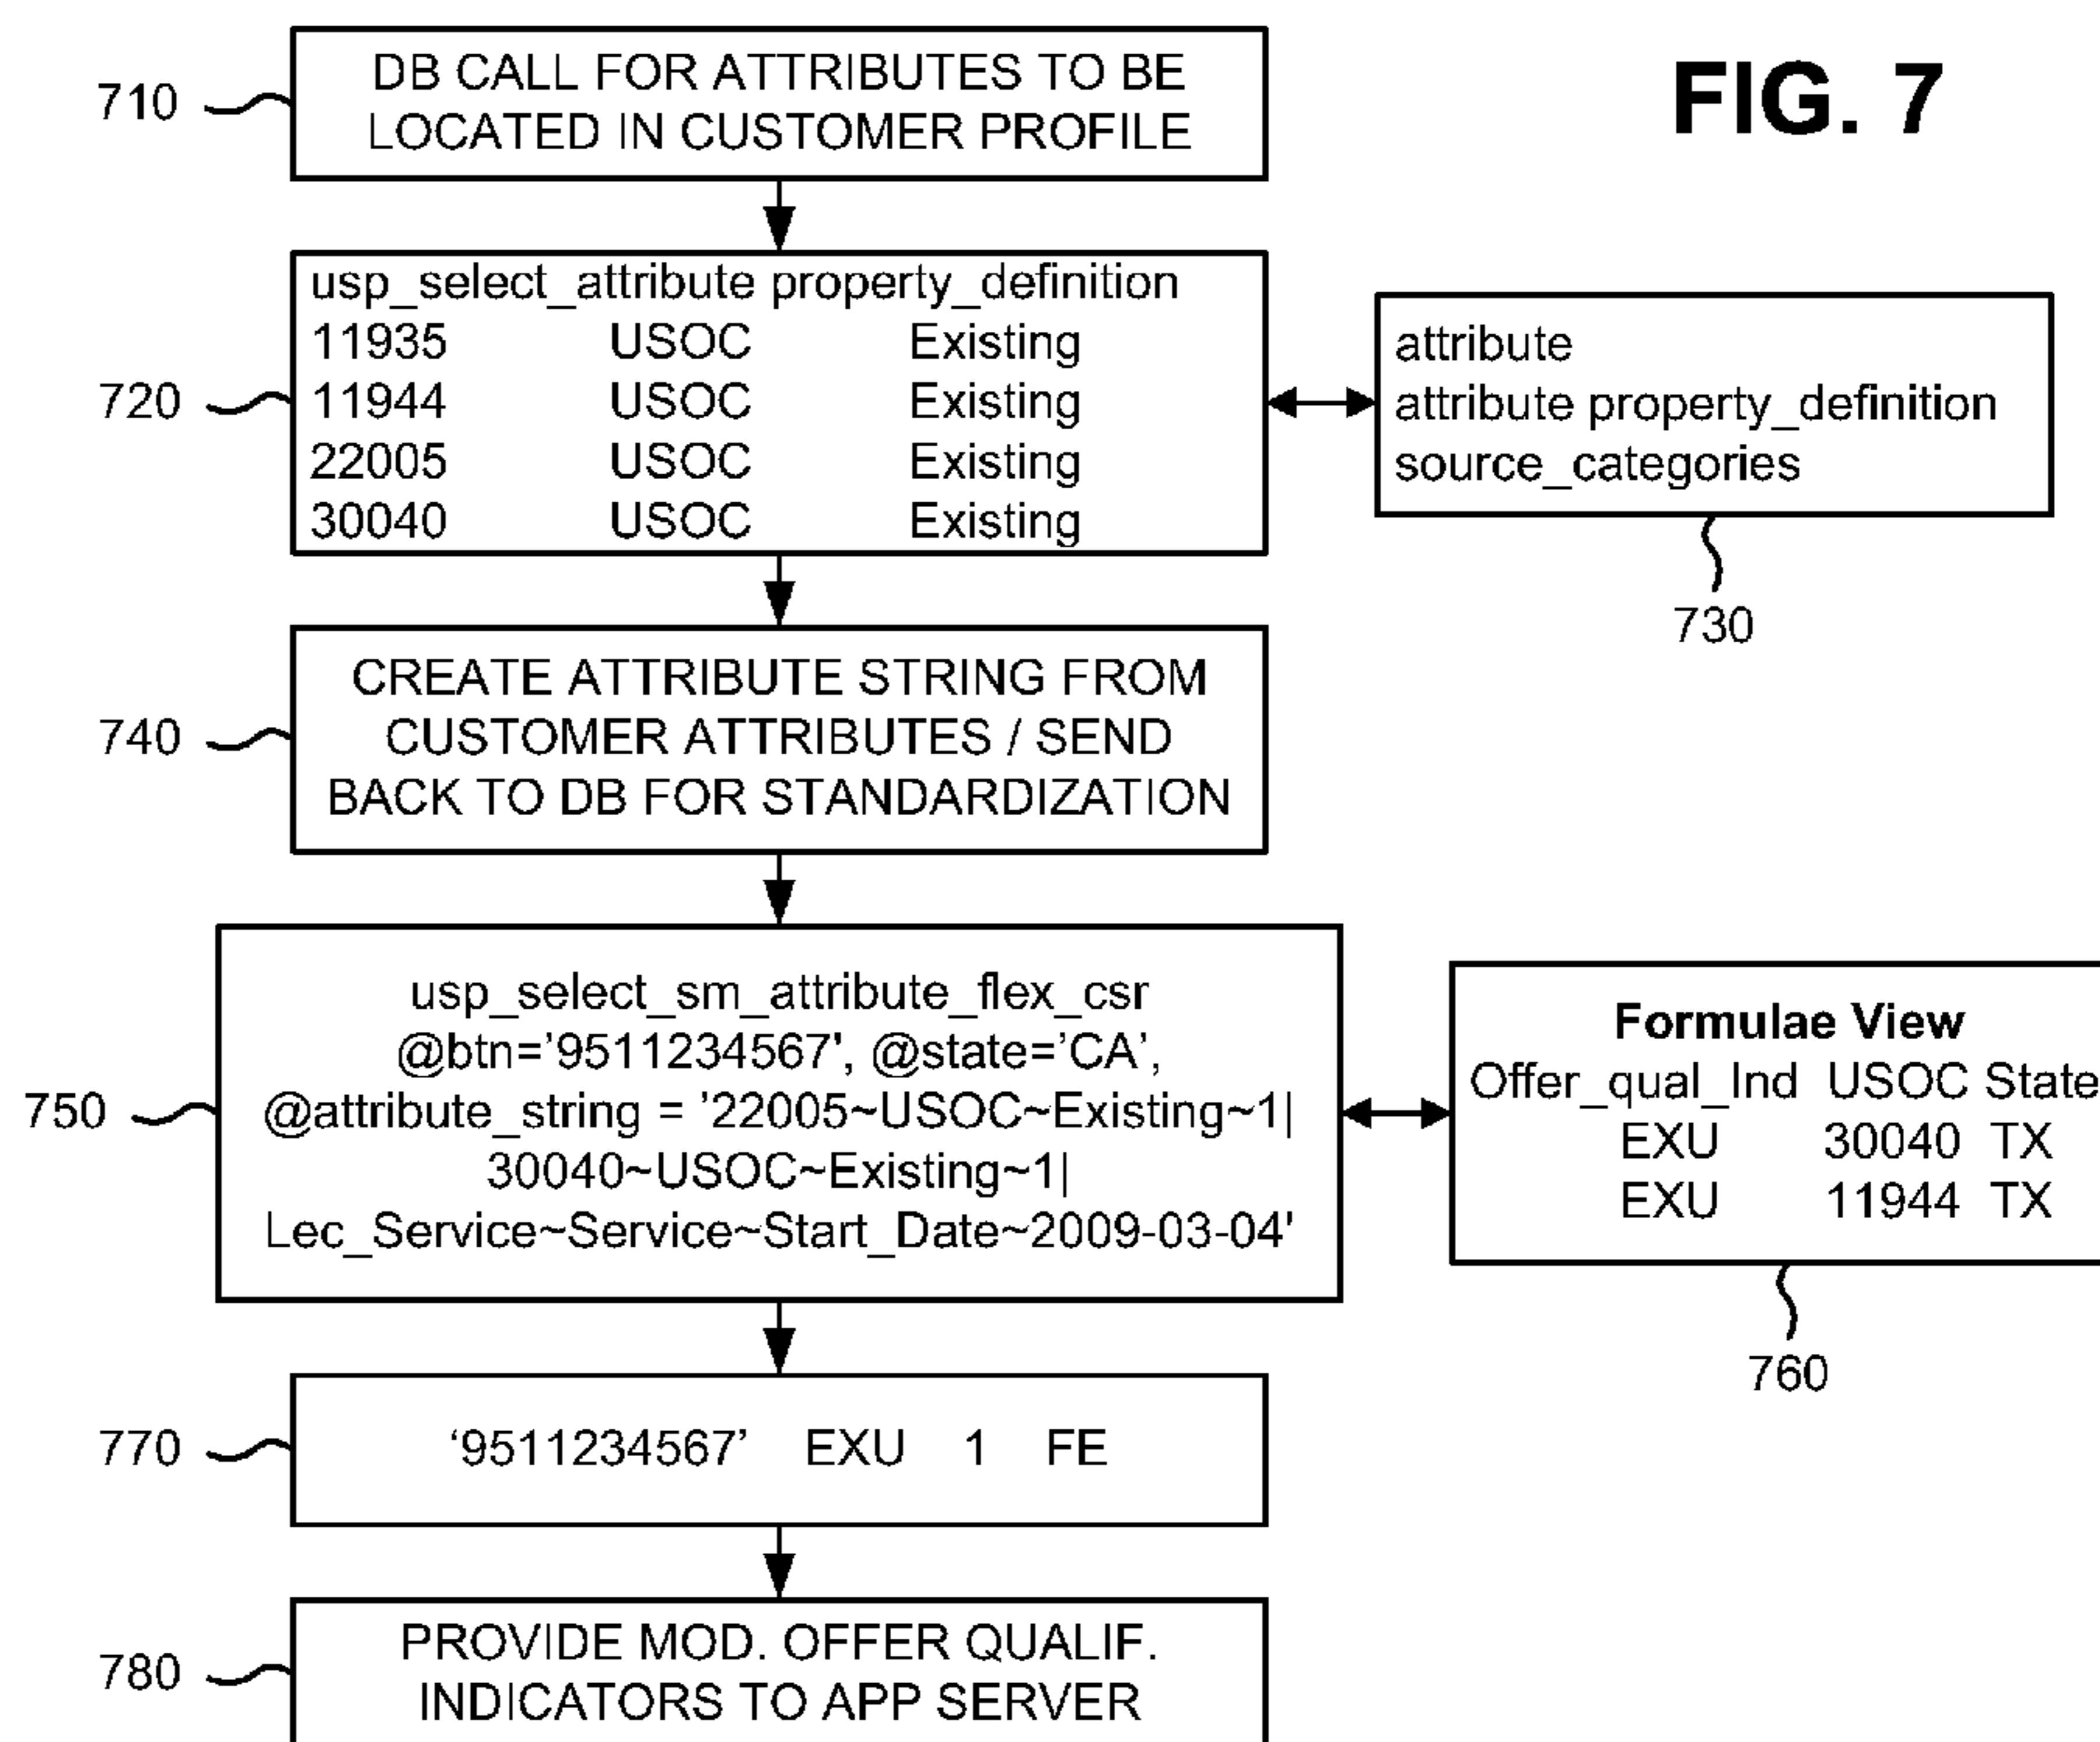 FIG. 7
710
DB CALL FOR ATTRIBUTES TO BE
LOCATED IN CUSTOMER PROFILE
720
usp_select_attribute property_definition
11935 USOC Existing
11944 USOC Existing
22005 USOC Existing
30040 USOC Existing
attribute
attribute property_definition
source_categories
730
740
CREATE ATTRIBUTE STRING FROM
CUSTOMER ATTRIBUTES / SEND
BACK TO DB FOR STANDARDIZATION
750
usp_select_sm_attribute_flex_csr
@btn='9511234567', @state='CA',
@attribute_string = '22005~USOC~Existing~1|
30040~USOC~Existing~1|
Lec_Service~Service~Start_Date~2009-03-04'
Formulae View
Offer_qual_Ind USOC State
EXU 30040 TX
EXU 11944 TX
760
770
‘9511234567’ EXU 1 FE
780
PROVIDE MOD. OFFER QUALIF.
INDICATORS TO APP SERVER